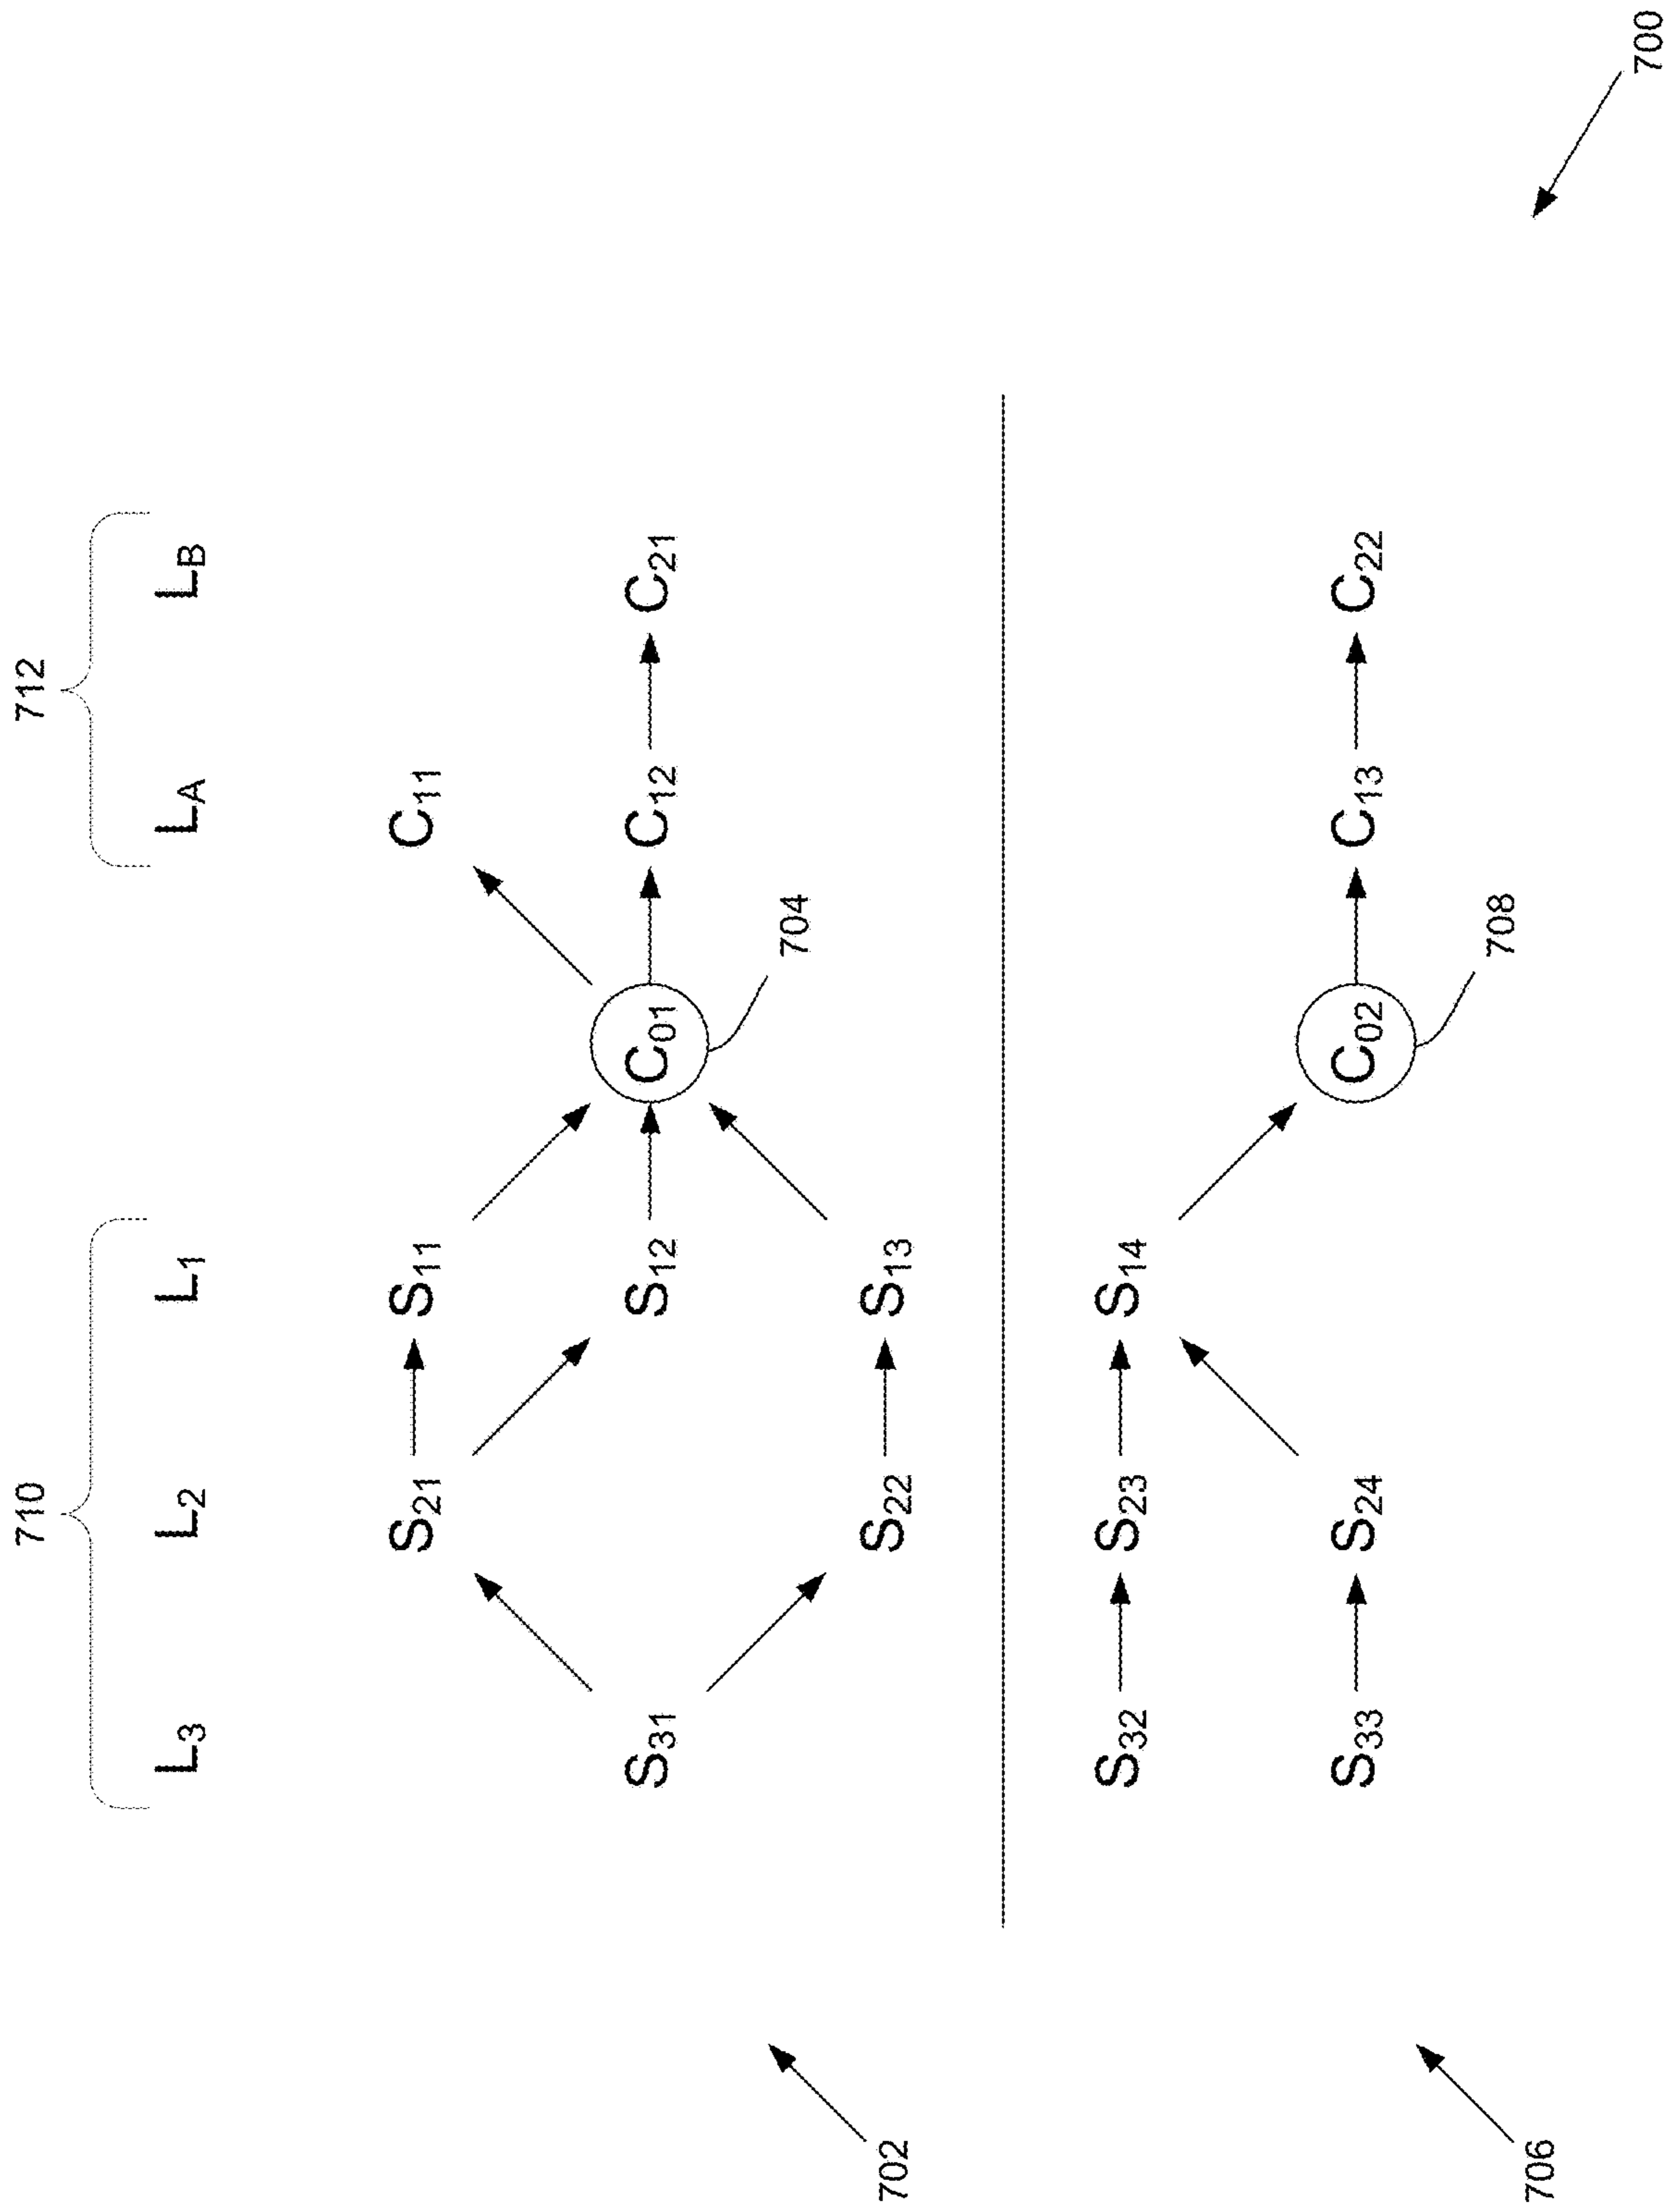 710 712
L3 L2 L1 LA LB
S21 S11 C11
S31 S12 C01 C12 C21
704
S22 S13
702
S32 S23 S14
S33 S24 C02 C13 C22
708
706
700